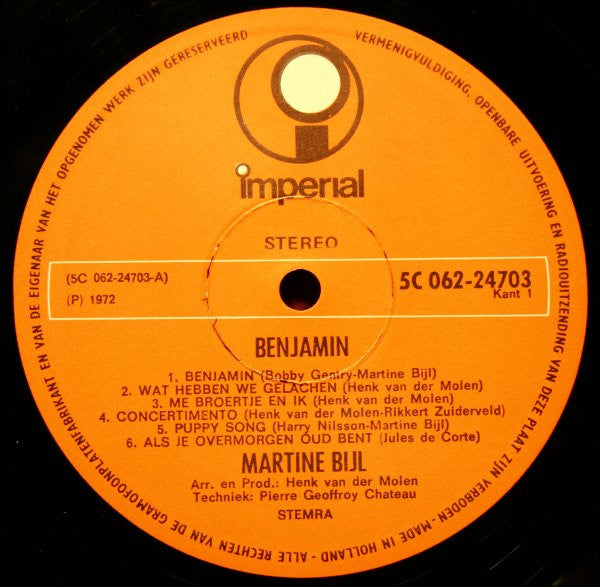 VERMENIGVULDIGING, OPENBARE UITVOERING EN RADIOUITZENDING VAN DEZE PLAAT ZIJN VERBODEN-MADE IN HOLLAND - ALLE RECHTEN VAN DE GRAMOFOONPLATENFABRIKANT EN VAN DE EIGENAAR VAN HET OPGENOMEN WERK ZIJN GERESERVEERD
imperial
STEREO
(5C 062-24703-A)
5C 062-24703
(P) 1972
Kant 1
BENJAMIN
1. BENJAMIN (Bobby Gentry-Martine Bijl)
2. WAT HEBBEN WE GELACHEN (Henk van der Molen)
3. ME BROERTJE EN IK (Henk van der Molen)
4. CONCERTIMENTO (Henk van der Molen-Rikkert Zuiderveld)
5. PUPPY SONG (Harry Nilsson-Martine Bijl)
6. ALS JE OVERMORGEN OUD BENT (Jules de Corte)
MARTINE BIJL
Arr. en Prod.: Henk van der Molen
Techniek: Pierre Geoffroy Chateau
STEMRA